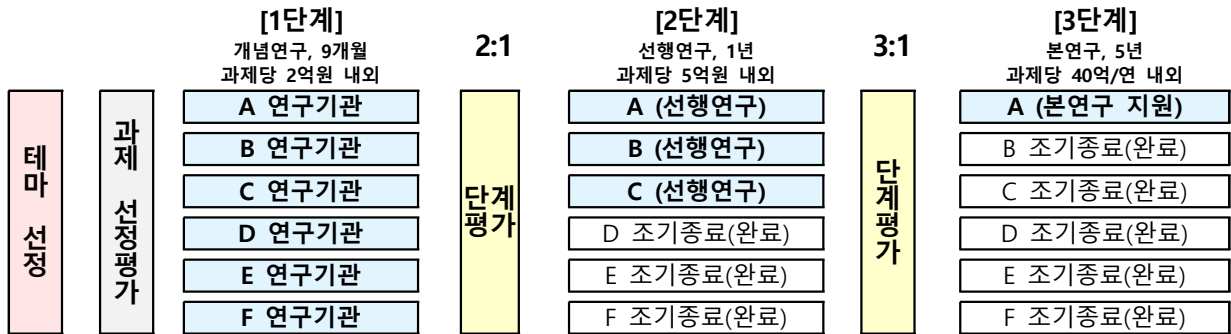 [1단계]
개념연구, 9개월
과제당 2억원 내외
2:1
[2단계]
선행연구, 1년
과제당 5억원 내외
3:1
[3단계]
본연구, 5년
과제당 40억/연 내외
테마 선정
과제 선정평가
A 연구기관
B 연구기관
C 연구기관
D 연구기관
E 연구기관
F 연구기관
단계
평가
A (선행연구)
B (선행연구)
C (선행연구)
D 조기종료(완료)
E 조기종료(완료)
F 조기종료(완료)
단계평가
A (본연구 지원)
B 조기종료(완료)
C 조기종료(완료)
D 조기종료(완료)
E 조기종료(완료)
F 조기종료(완료)